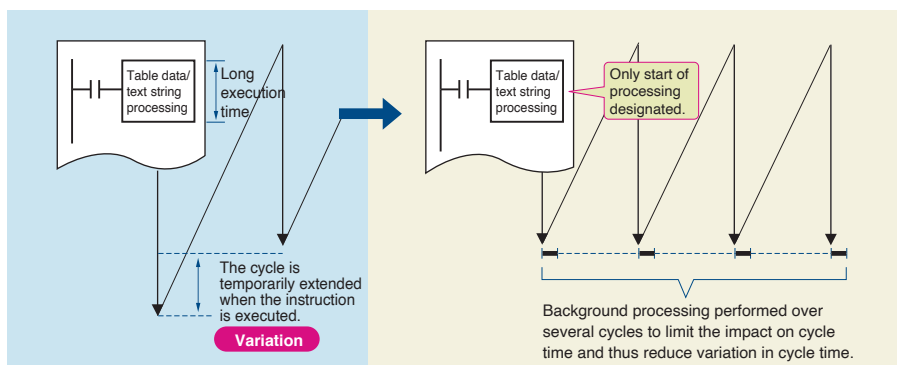 Table data/
text string
processing
Long
execution
time
The cycle is
temporarily extended
when the instruction
is executed.
Variation
Table data/
text string
processing
Only start of
processing
designated.
Background processing performed over
several cycles to limit the impact on cycle
time and thus reduce variation in cycle time.